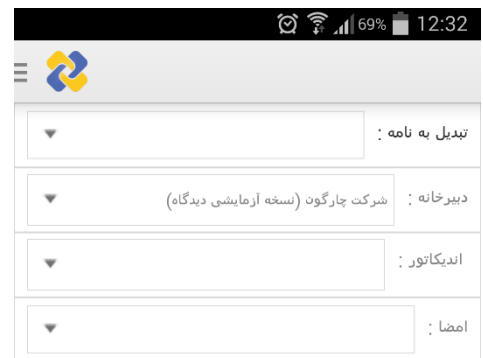 69% 12:32
تبدیل به نامه :
دبیرخانه : شرکت چارگون (نسخه آزمایشی دیدگاه)
اندیکاتور :
امضا :